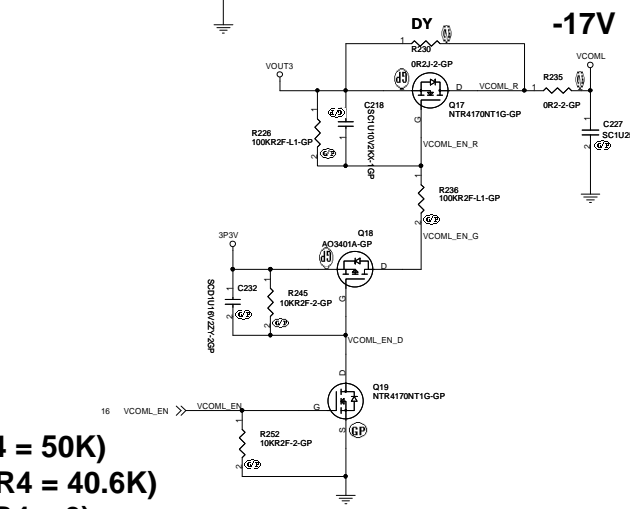 DY
-17V
R230
0R2J-2-GP
VOUT3
VCOML
1
G/P
D
VCOML_R
1
R235
Q17
NTR4170NT1G-GP
0R2-2-GP
C218
SC1U10V2KX-1GP
C227
SC1U2
R226
100KR2F-L1-GP
G
VCOML_EN_R
R236
100KR2F-L1-GP
VCOML_EN_G
3P3V
Q18
AO3401A-GP
D
C232
SCD1U16V2ZY-2GP
R245
10KR2F-2-GP
G
VCOML_EN_D
D
Q19
NTR4170NT1G-GP
16 VCOML_EN
VCOML_EN
G
S
GP
R252
10KR2F-2-GP
4 = 50K)
R4 = 40.6K)